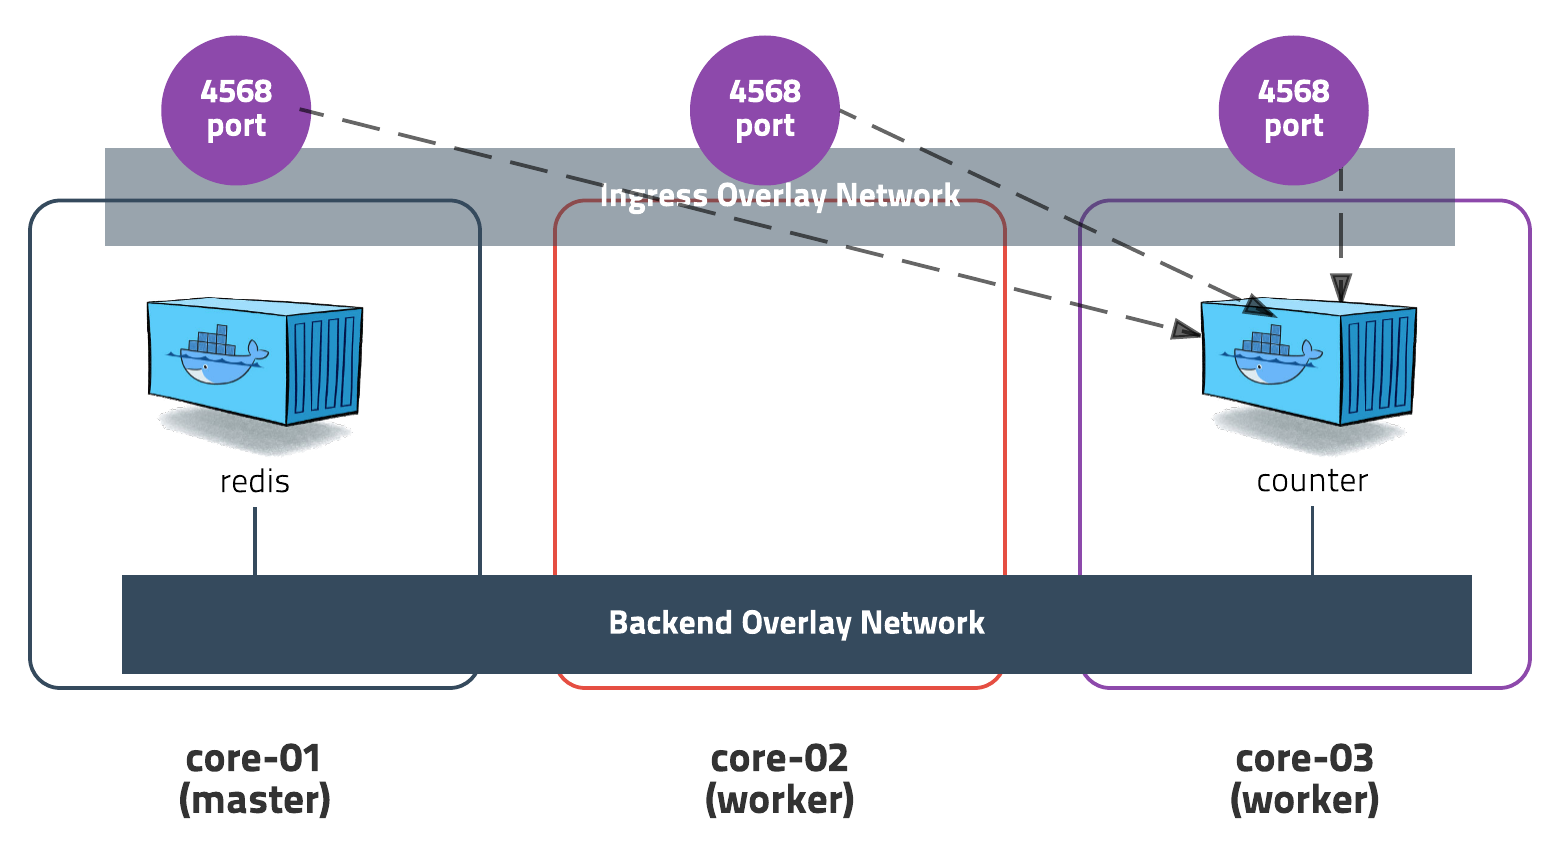 4568
port
4568
port
4568
port
Ingress Overlay Network
redis
counter
Backend Overlay Network
core-01
(master)
core-02
(worker)
core-03
(worker)